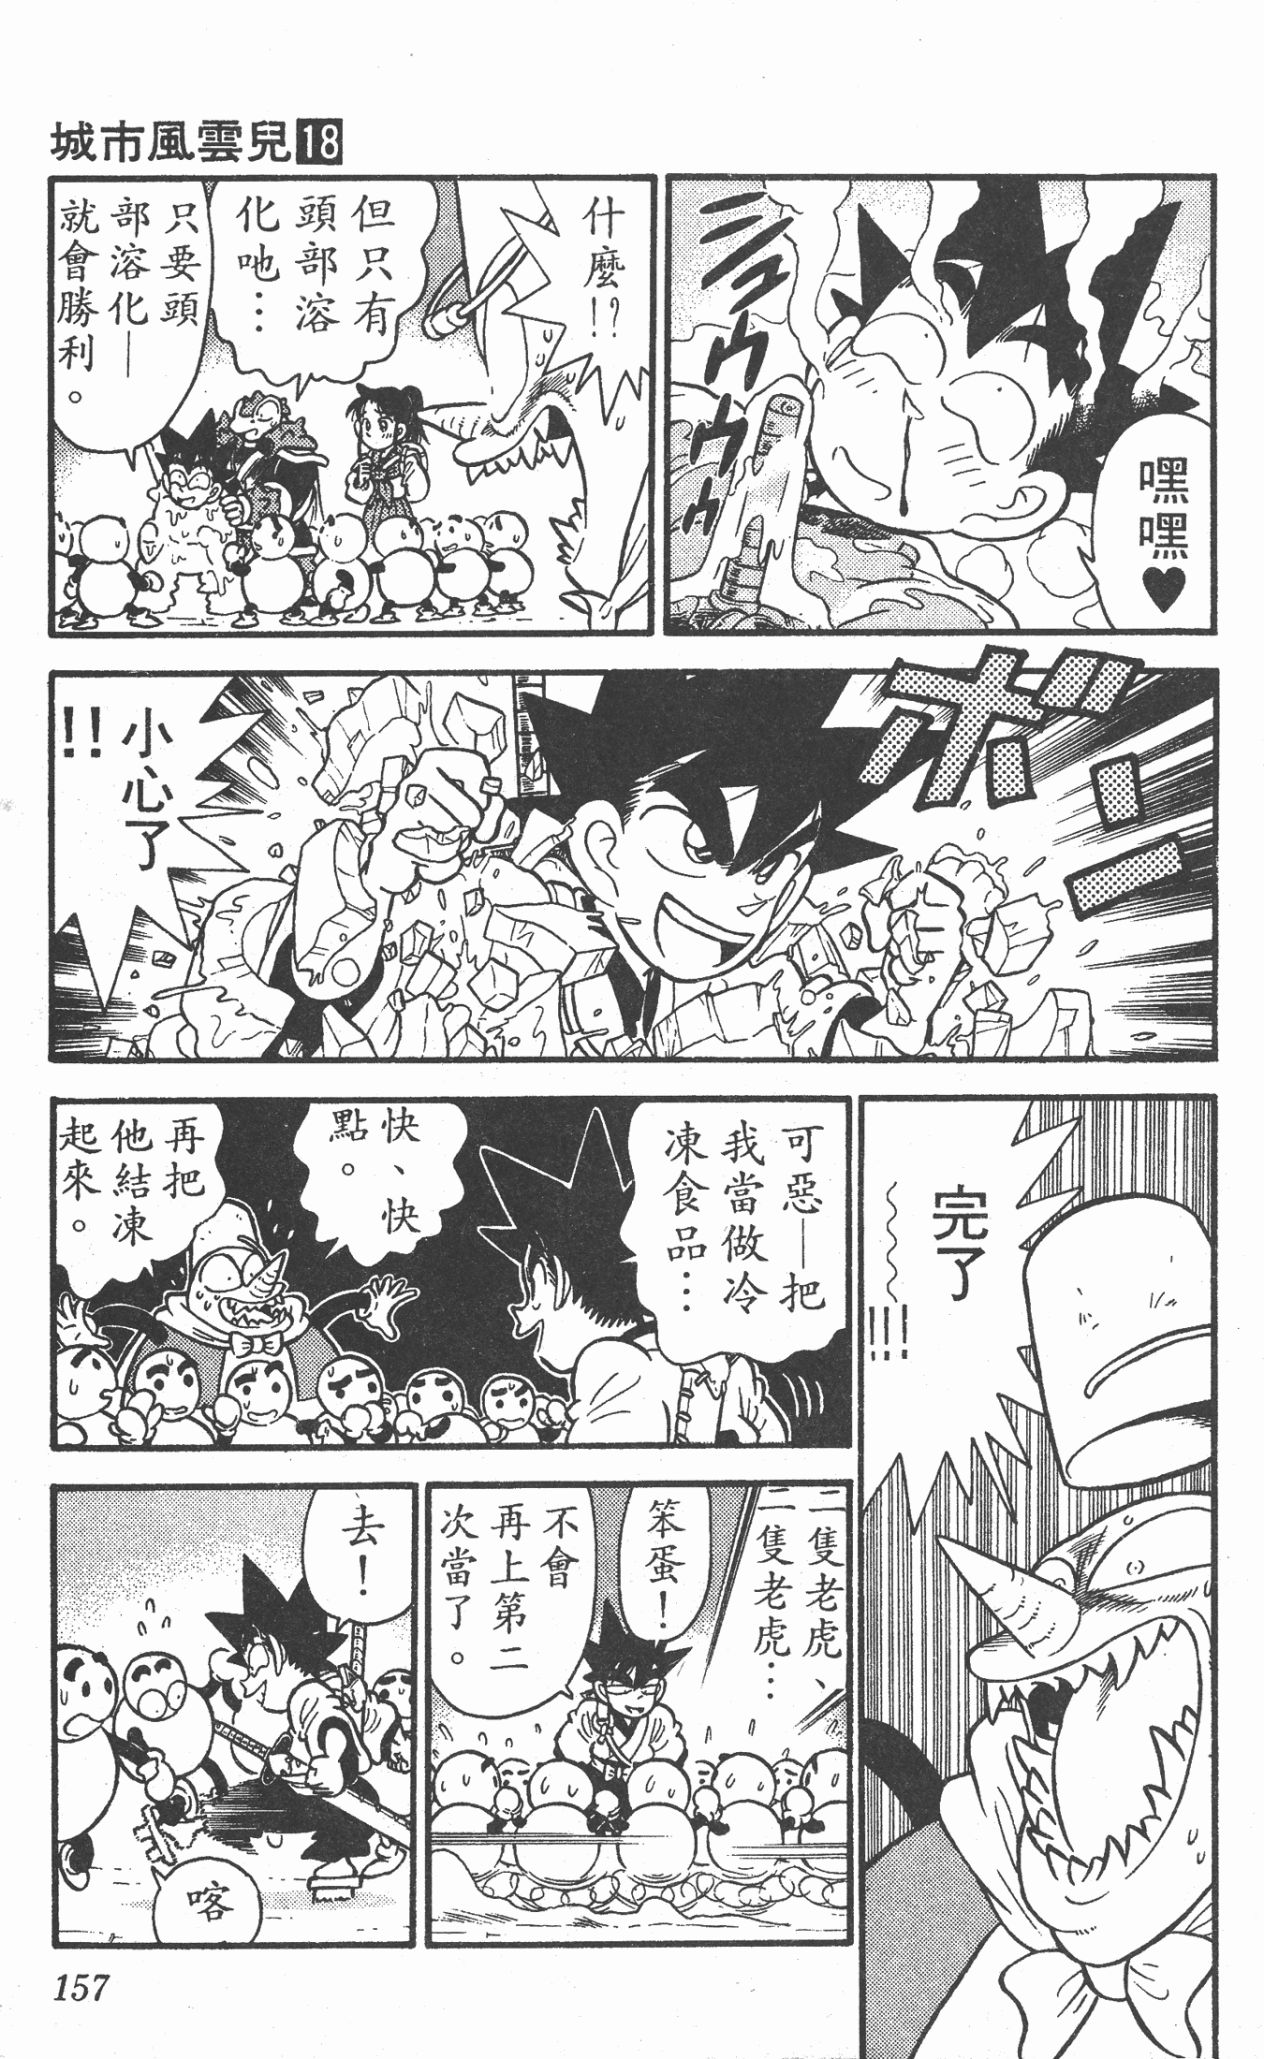 城市風雲兒18
嘿
嘿♥
ニュウウウ
什麼!?
但只有
頭部溶
化吔…
只要頭
部溶化—
就會勝利。
ボン
小心了
!!
完了
!!!
可惡—把
我當做冷
凍食品…
快、快
點。
再把
他結凍
起來。
二隻老虎、
二隻老虎…
笨蛋!
不會
再上第二
次當了。
去!
喀
157